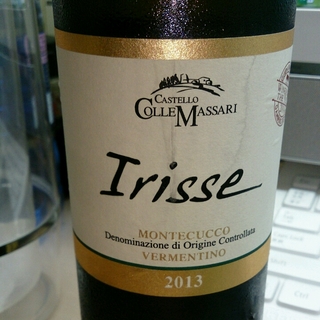 CASTELLO
COLLEMASSARI
Irisse
MONTECUCCO
Denominazione di Origine Controllata
VERMENTINO
2013